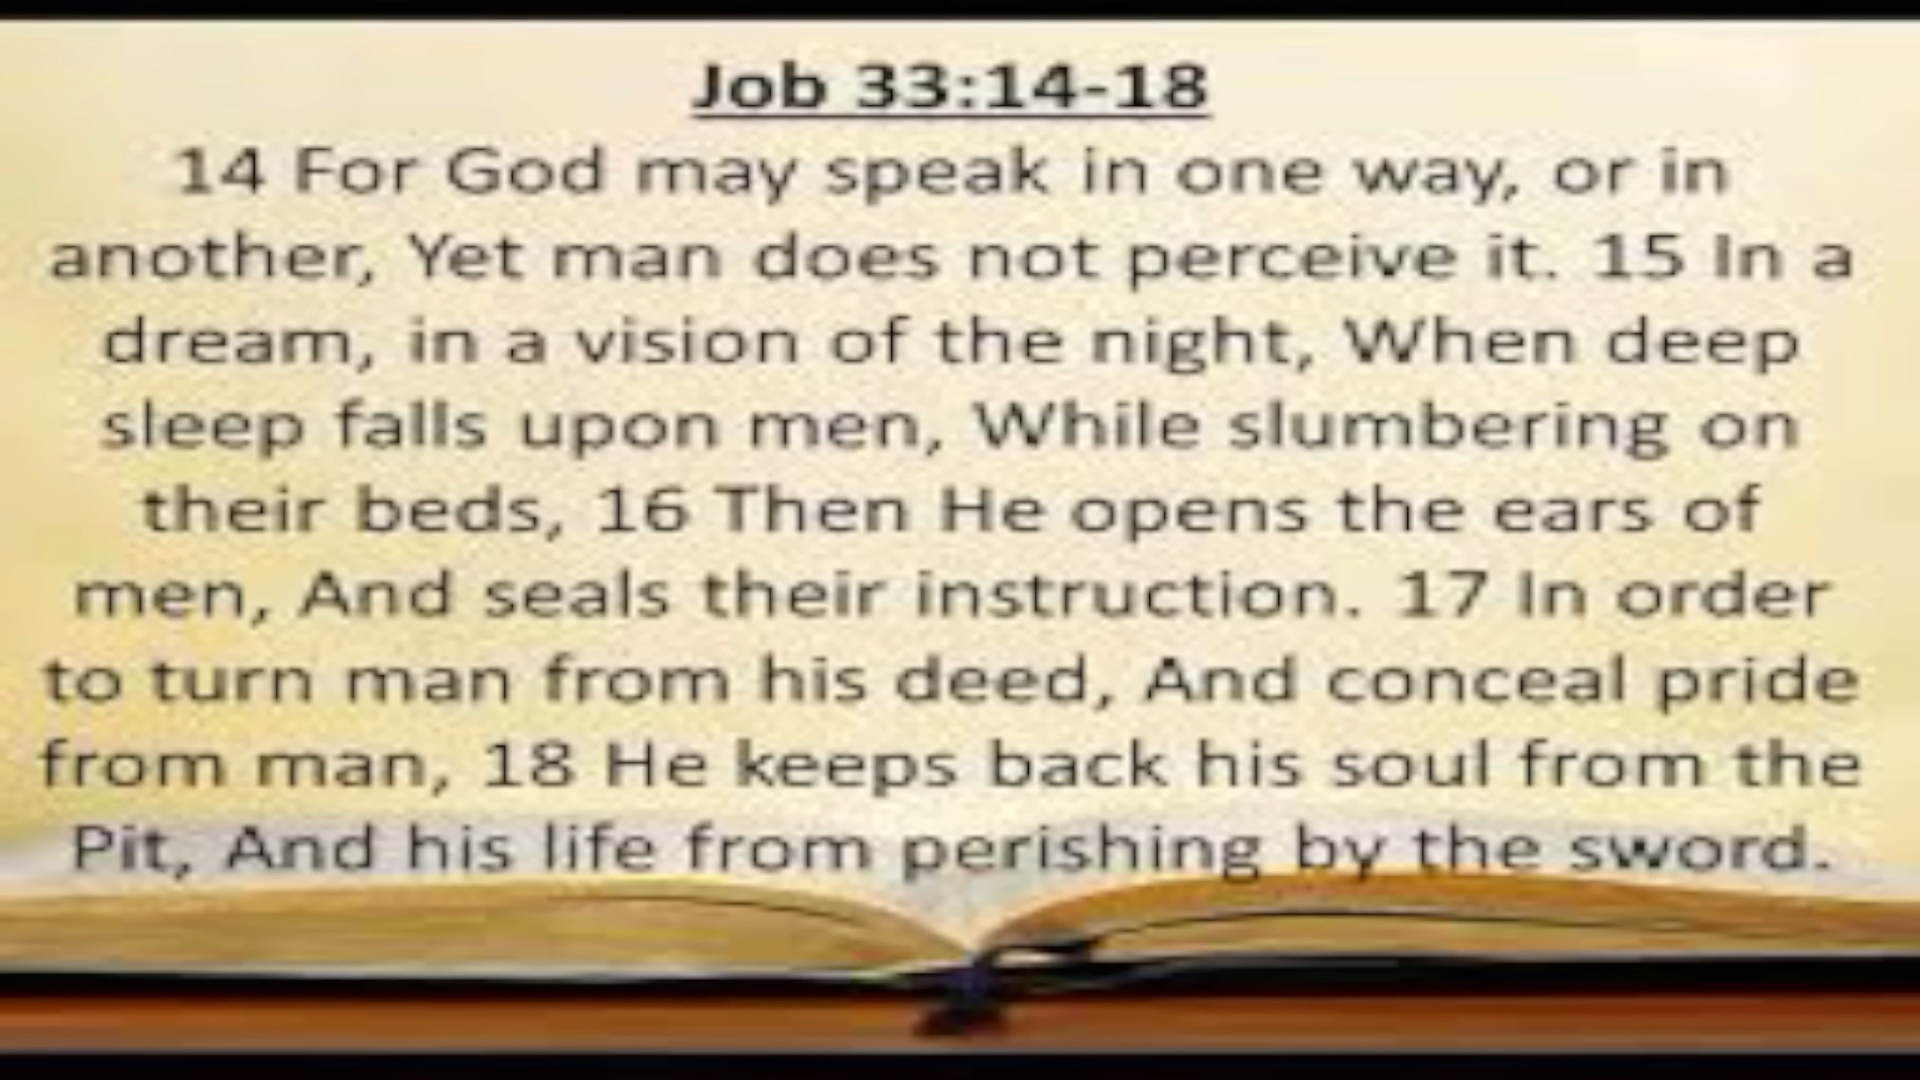 Job 33:14-18
14 For God may speak in one way, or in
another, Yet man does not perceive it. 15 In a
dream, in a vision of the night, When deep
sleep falls upon men, While slumbering on
their beds, 16 Then He opens the ears of
men, And seals their instruction. 17 In order
to turn man from his deed, And conceal pride
from man, 18 He keeps back his soul from the
Pit, And his life from perishing by the sword.